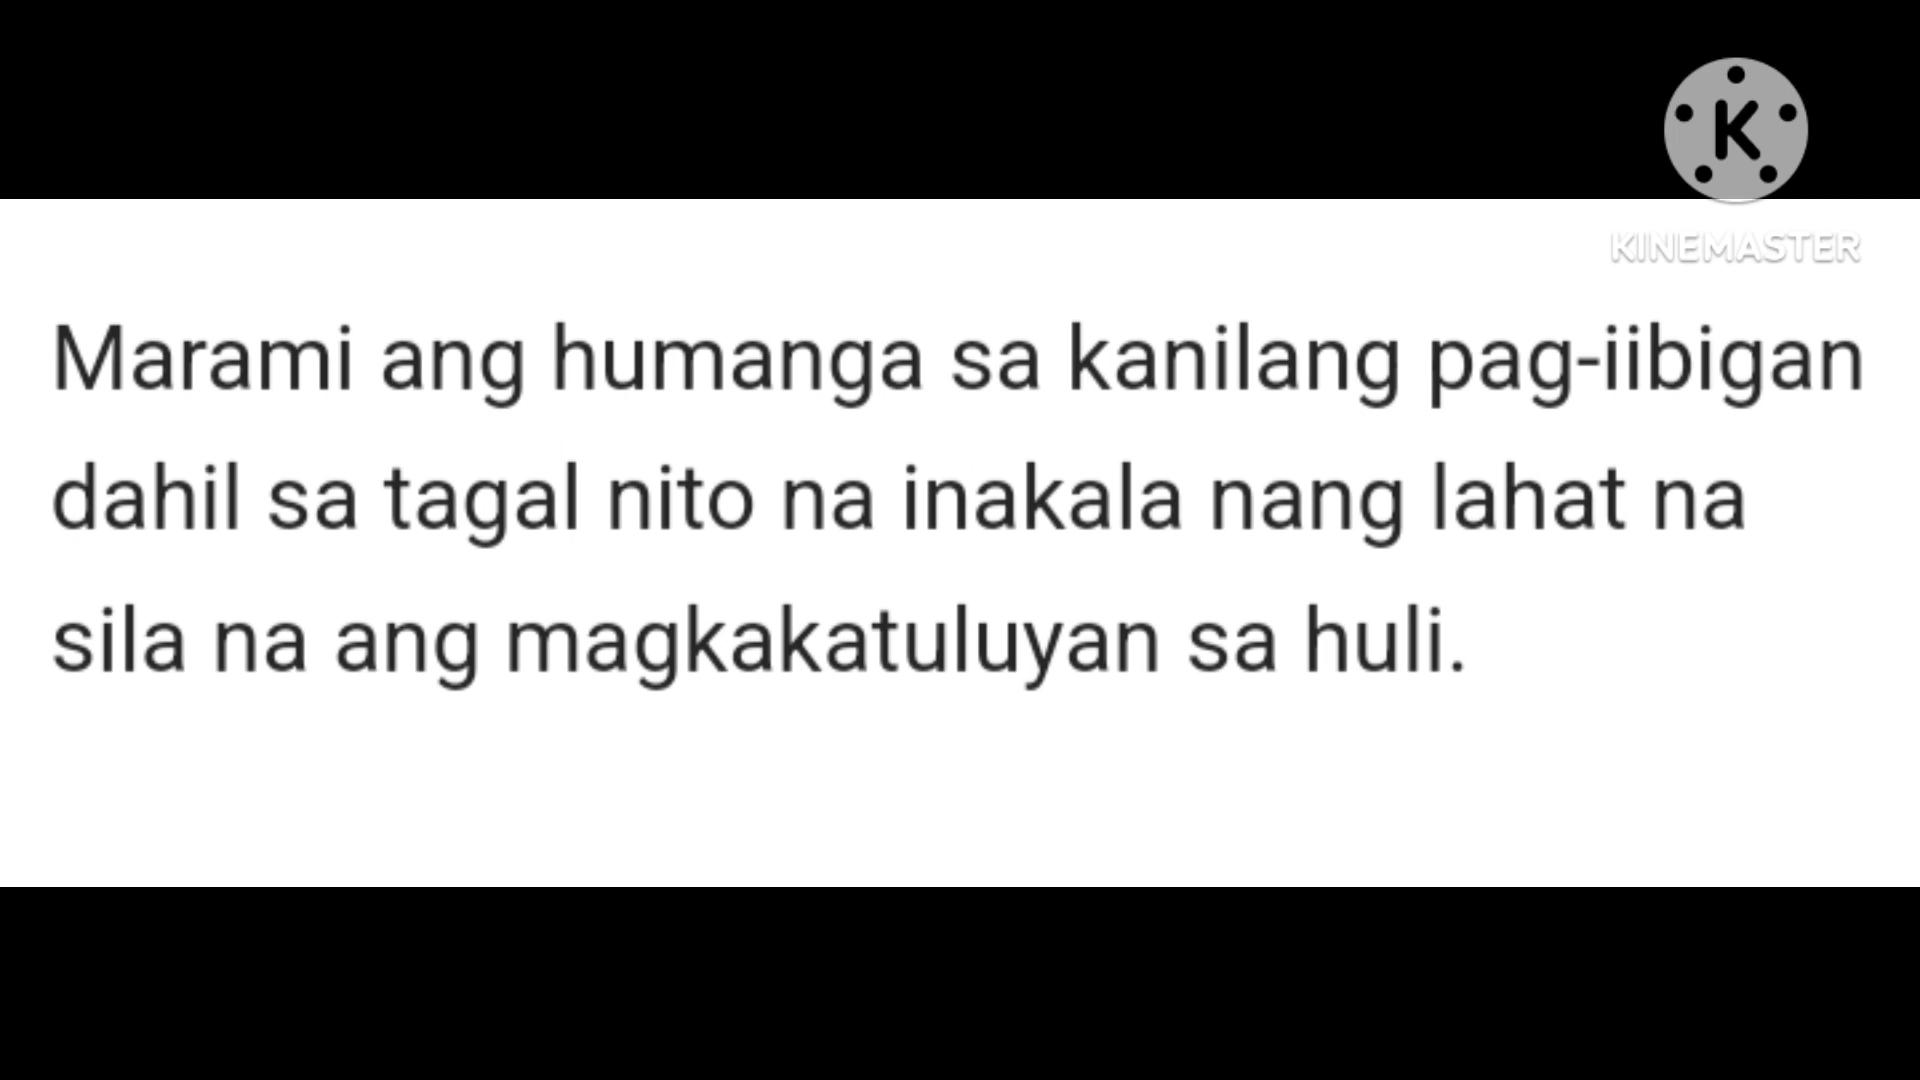 K
KINEMASTER
Marami ang humanga sa kanilang pag-iibigan
dahil sa tagal nito na inakala nang lahat na
sila na ang magkakatuluyan sa huli.